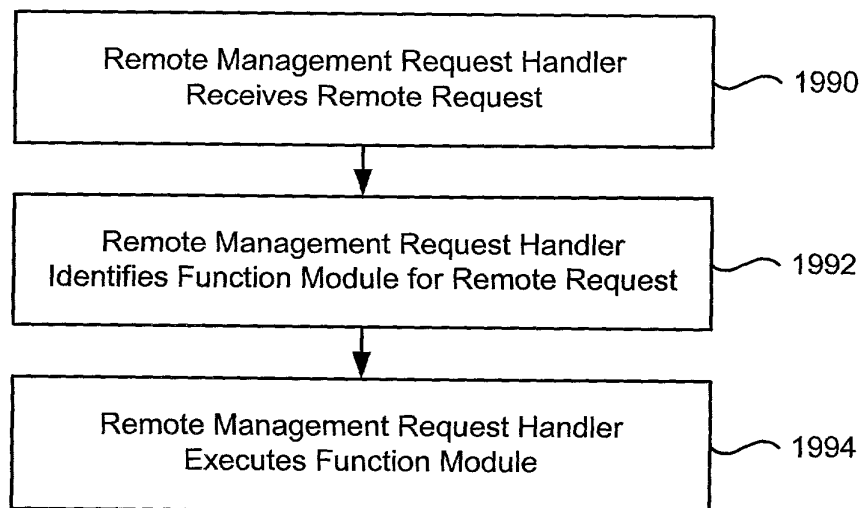 Remote Management Request Handler
Receives Remote Request
1990
Remote Management Request Handler
Identifies Function Module for Remote Request
1992
Remote Management Request Handler
Executes Function Module
1994